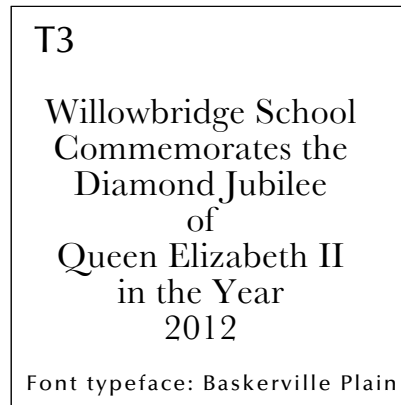 T3
Willowbridge School
Commemorates the
Diamond Jubilee
of
Queen Elizabeth II
in the Year
2012
Font typeface: Baskerville Plain